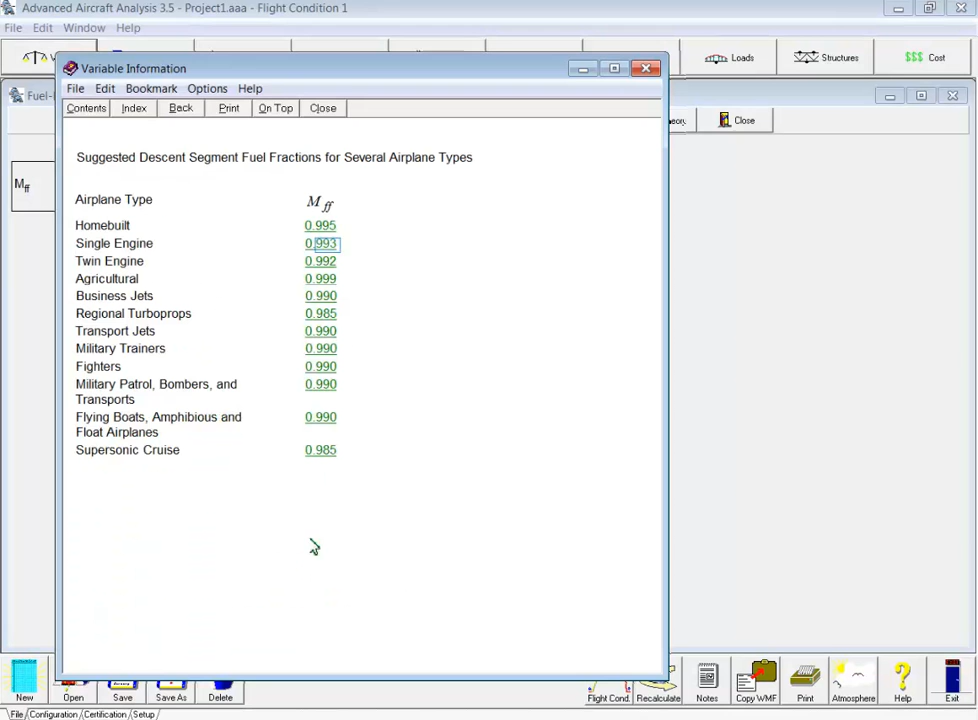 Advanced Aircraft Analysis 3.5 - Project1.aaa - Flight Condition 1
File Edit Window Help
Loads Structures $$$ Cost
Variable Information
File Edit Bookmark Options Help
Contents Index Back Print On Top Close
Close
Suggested Descent Segment Fuel Fractions for Several Airplane Types
Mff
Airplane Type Mff
Homebuilt 0.995
Single Engine 0.993
Twin Engine 0.992
Agricultural 0.999
Business Jets 0.990
Regional Turboprops 0.985
Transport Jets 0.990
Military Trainers 0.990
Fighters 0.990
Military Patrol, Bombers, and 0.990
Transports
Flying Boats, Amphibious and 0.990
Float Airplanes
Supersonic Cruise 0.985
New Open Save Save As Delete Flight Cond. Recalculate Notes Copy WMF Print Atmosphere Help Exit
File Configuration Certification Setup